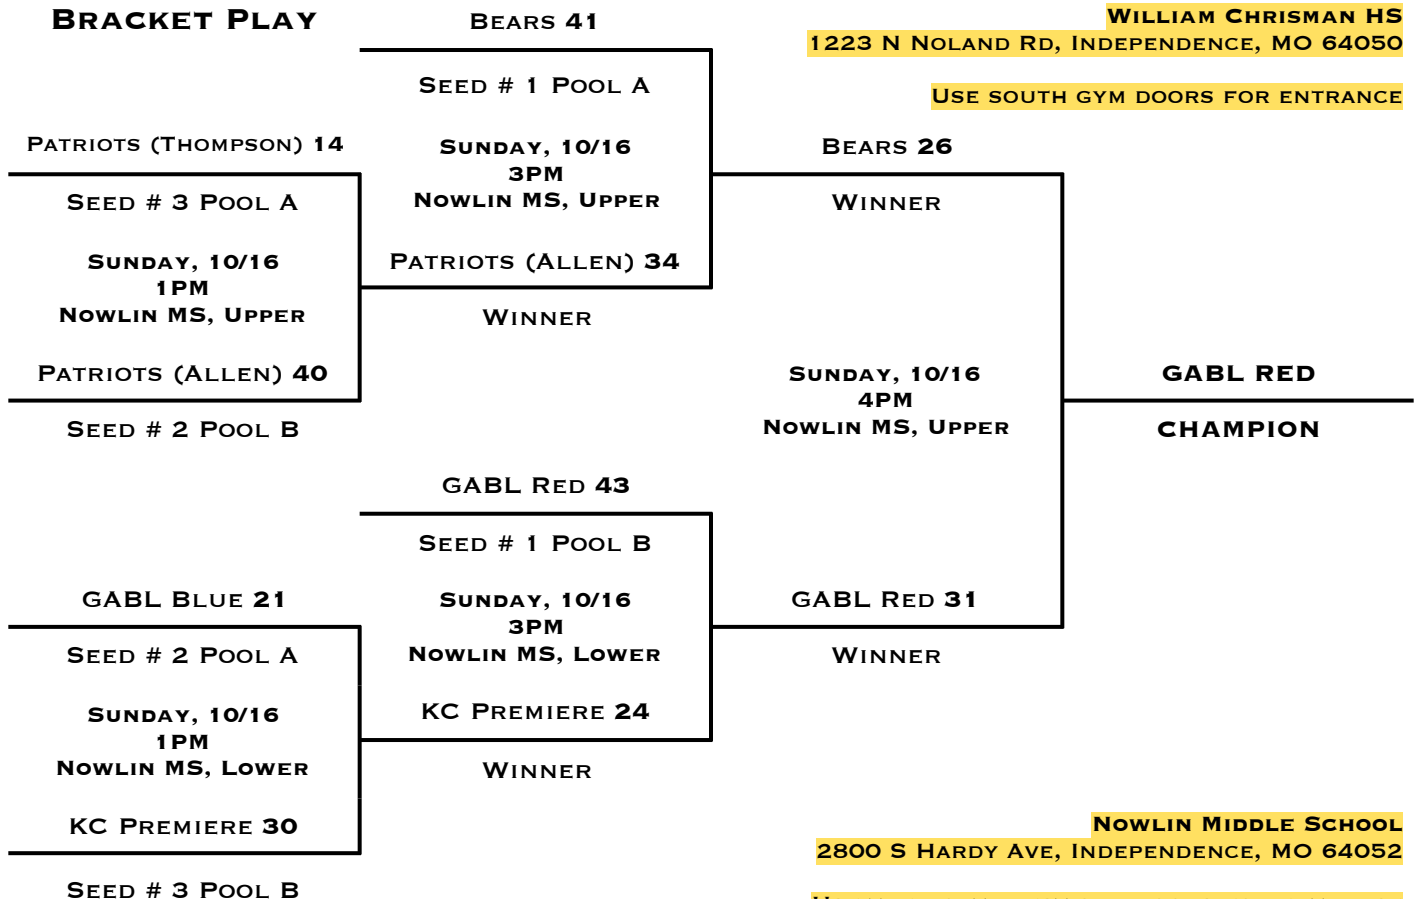 Bracket Play
Bears 41
William Chrisman HS
1223 N Noland Rd, Independence, MO 64050
Seed # 1 Pool A
Use south gym doors for entrance
Patriots (Thompson) 14
Sunday, 10/16
3PM
Nowlin MS, Upper
Bears 26
Seed # 3 Pool A
Winner
Sunday, 10/16
1PM
Nowlin MS, Upper
Patriots (Allen) 34
Winner
Patriots (Allen) 40
Seed # 2 Pool B
Sunday, 10/16
4PM
Nowlin MS, Upper
GABL RED
CHAMPION
GABL Red 43
Seed # 1 Pool B
GABL Blue 21
Sunday, 10/16
3PM
Nowlin MS, Lower
GABL Red 31
Seed # 2 Pool A
Winner
Sunday, 10/16
1PM
Nowlin MS, Lower
KC Premiere 24
Winner
KC Premiere 30
Seed # 3 Pool B
Nowlin Middle School
2800 S Hardy Ave, Independence, MO 64052